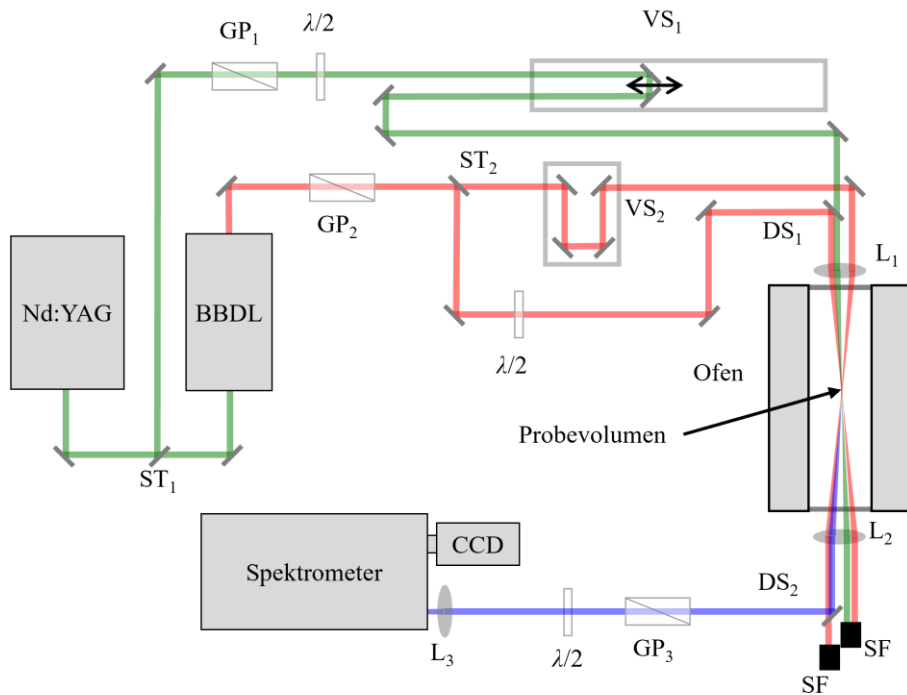 GP₁
λ/2
VS₁
ST₂
GP₂
VS₂
DS₁
L₁
Nd:YAG
BBDL
λ/2
Ofen
Probevolumen
ST₁
L₂
CCD
Spektrometer
DS₂
L₃
λ/2
GP₃
SF
SF